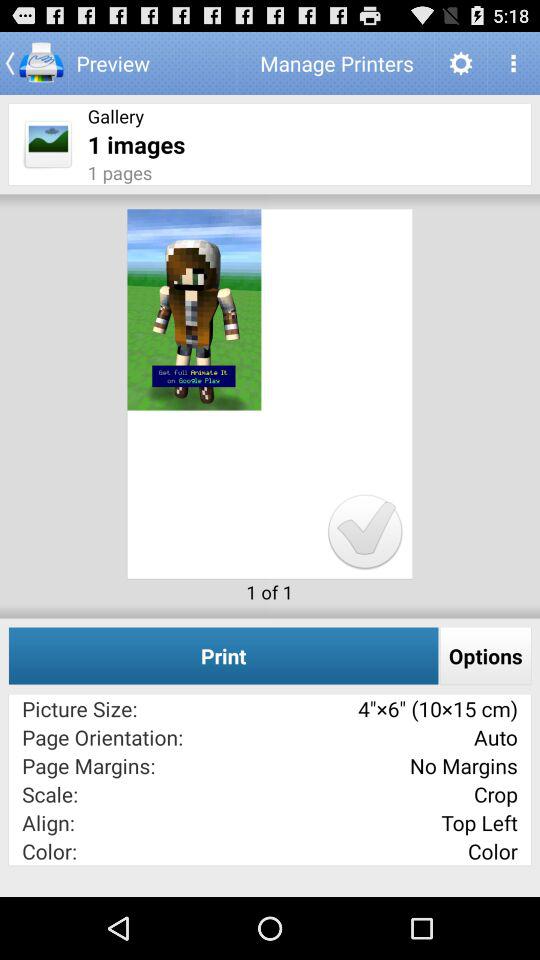 5:18
Preview
Manage Printers
Gallery
1 images
1 pages
Get full Animate It
on Google Play
1 of 1
Print
Options
Picture Size: 4"×6" (10×15 cm)
Page Orientation: Auto
Page Margins: No Margins
Scale: Crop
Align: Top Left
Color: Color